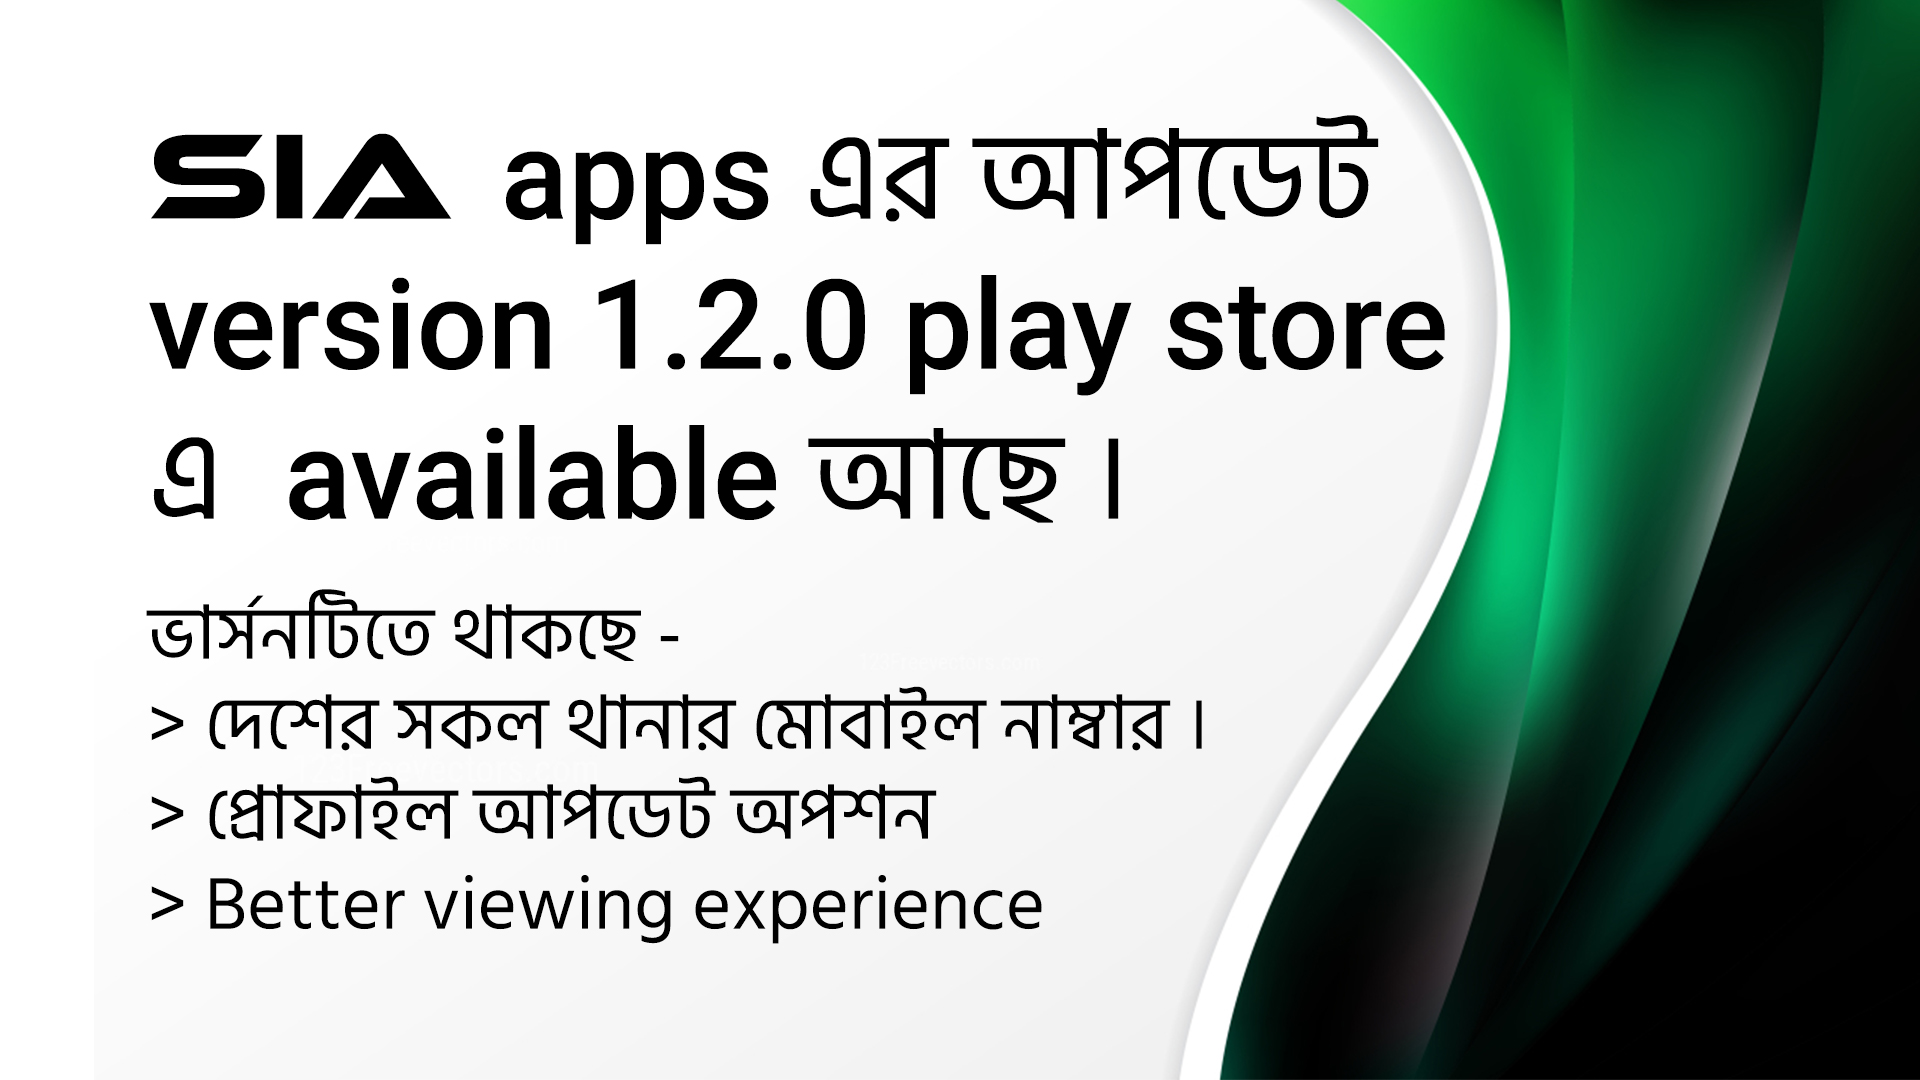 SIA apps এর আপডেট
version 1.2.0 play store
এ available আছে ।
ভার্সনটিতে থাকছে -
> দেশের সকল থানার মোবাইল নাম্বার ।
> প্রোফাইল আপডেট অপশন
> Better viewing experience